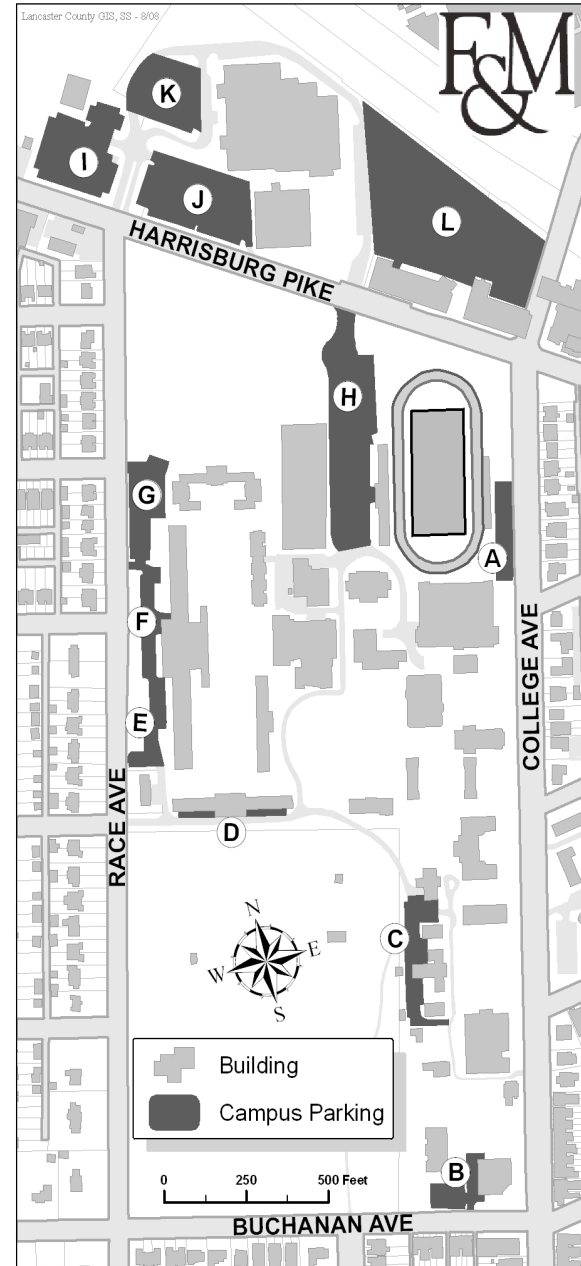 Lancaster County GIS, SS - 8/08
F&M
K
I
J
L
HARRISBURG PIKE
H
G
A
F
E
COLLEGE AVE
RACE AVE
D
C
N
W E
S
Building
Campus Parking
0 250 500 Feet
B
BUCHANAN AVE